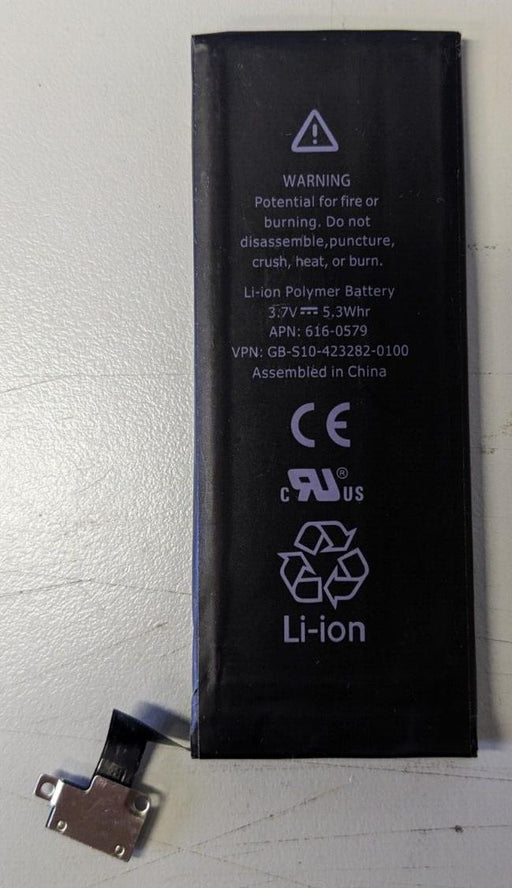 WARNING
Potential for fire or
burning. Do not
disassemble,puncture,
crush, heat, or burn.
Li-ion Polymer Battery
3.7V⎓5.3Whr
APN: 616-0579
VPN: GB-S10-423282-0100
Assembled in China
CE
c RU® US
Li-ion